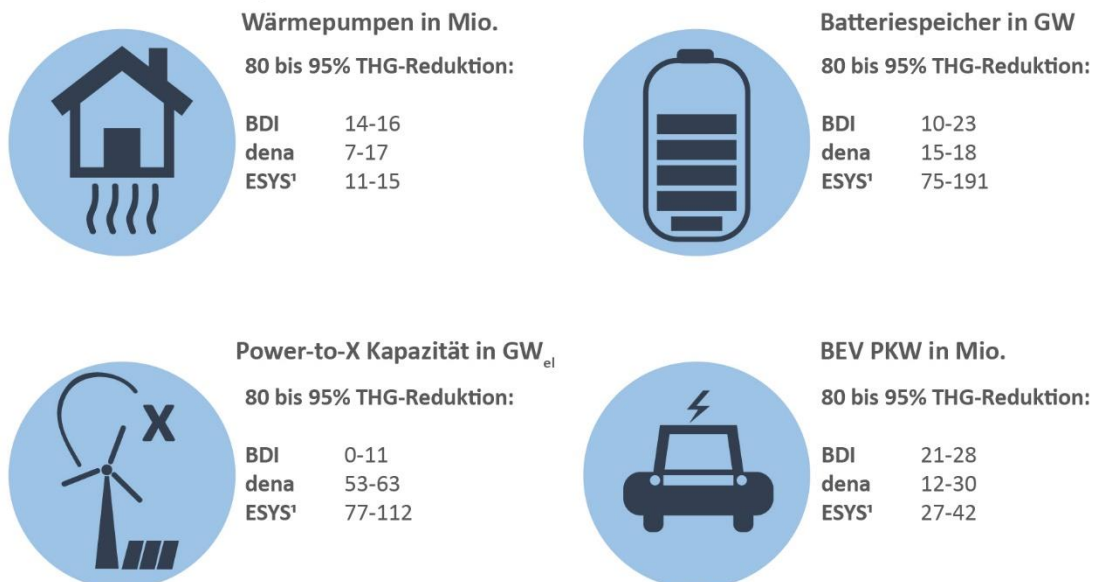 Wärmepumpen in Mio.
80 bis 95% THG-Reduktion:
BDI 14-16
dena 7-17
ESYS¹ 11-15
Batteriespeicher in GW
80 bis 95% THG-Reduktion:
BDI 10-23
dena 15-18
ESYS¹ 75-191
Power-to-X Kapazität in GWel
80 bis 95% THG-Reduktion:
BDI 0-11
dena 53-63
ESYS¹ 77-112
X
BEV PKW in Mio.
80 bis 95% THG-Reduktion:
BDI 21-28
dena 12-30
ESYS¹ 27-42